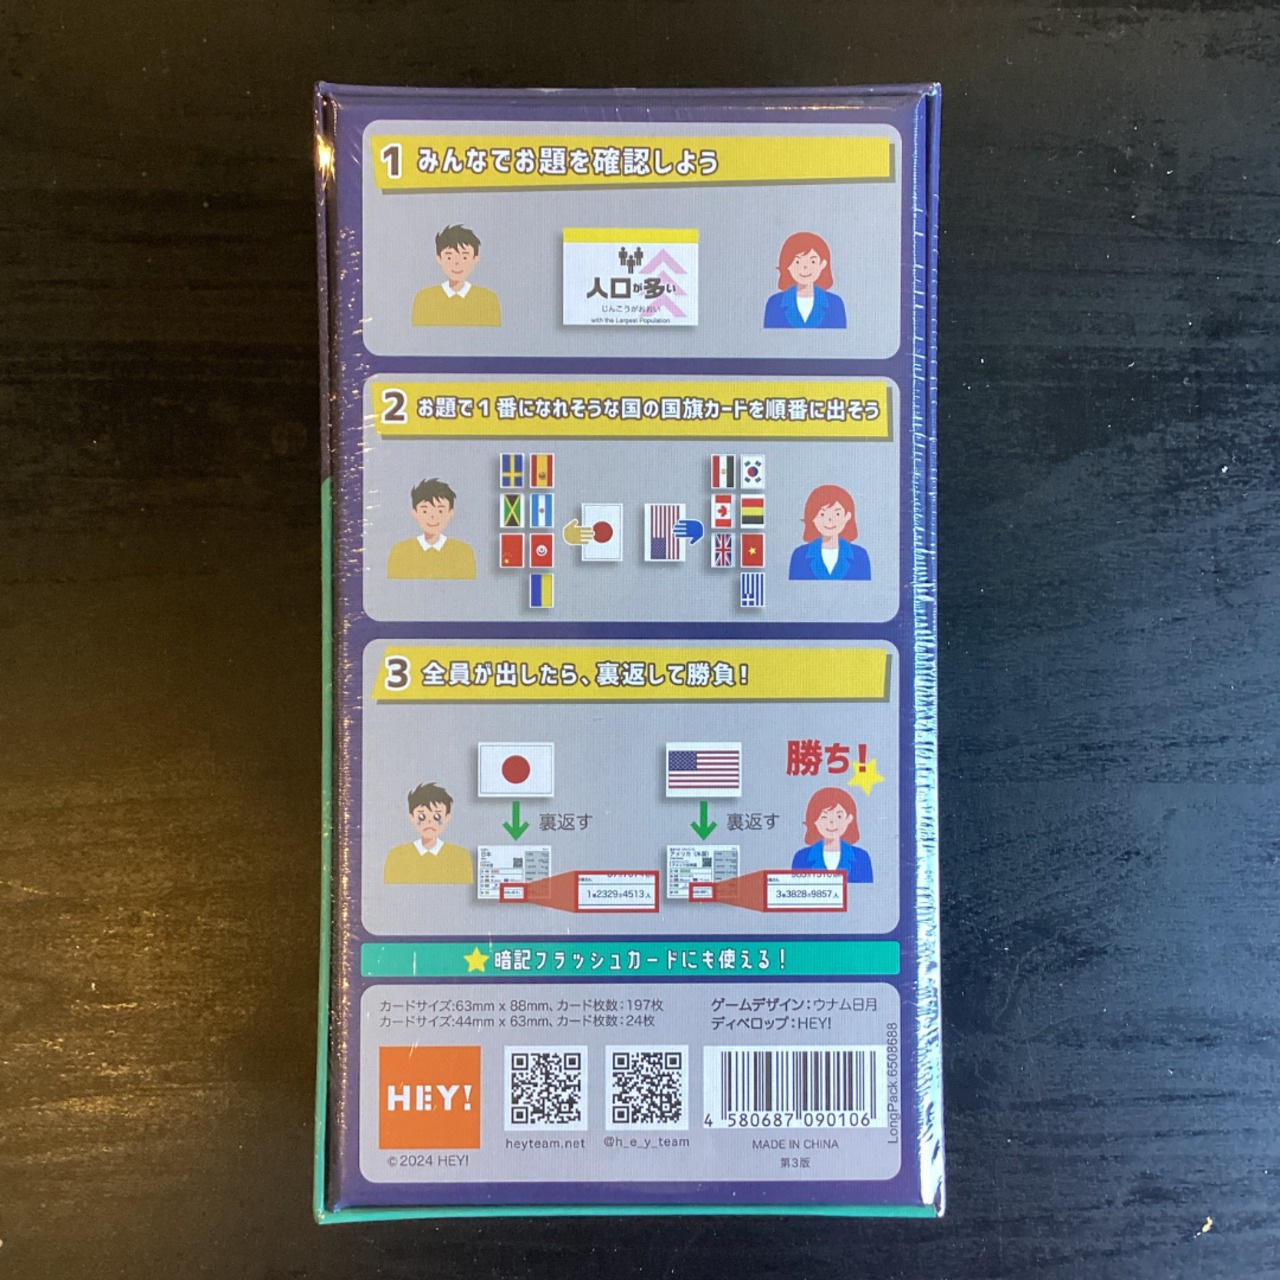 1 みんなでお題を確認しよう
人口が多い
じんこうがおおい
with the Largest Population
2 お題で1番になれそうな国の国旗カードを順番に出そう
3 全員が出したら、裏返して勝負!
勝ち!
裏返す
裏返す
日本
アメリカ(米国)
1億2329万4513人
3億3828万9857人
暗記フラッシュカードにも使える!
カードサイズ:63mm x 88mm、カード枚数:197枚
カードサイズ:44mm x 63mm、カード枚数:24枚
ゲームデザイン:ウナム日月
ディベロップ:HEY!
HEY!
heyteam.net
@h_e_y_team
4 580687 090106
LongPack 6508688
©2024 HEY!
MADE IN CHINA
第3版